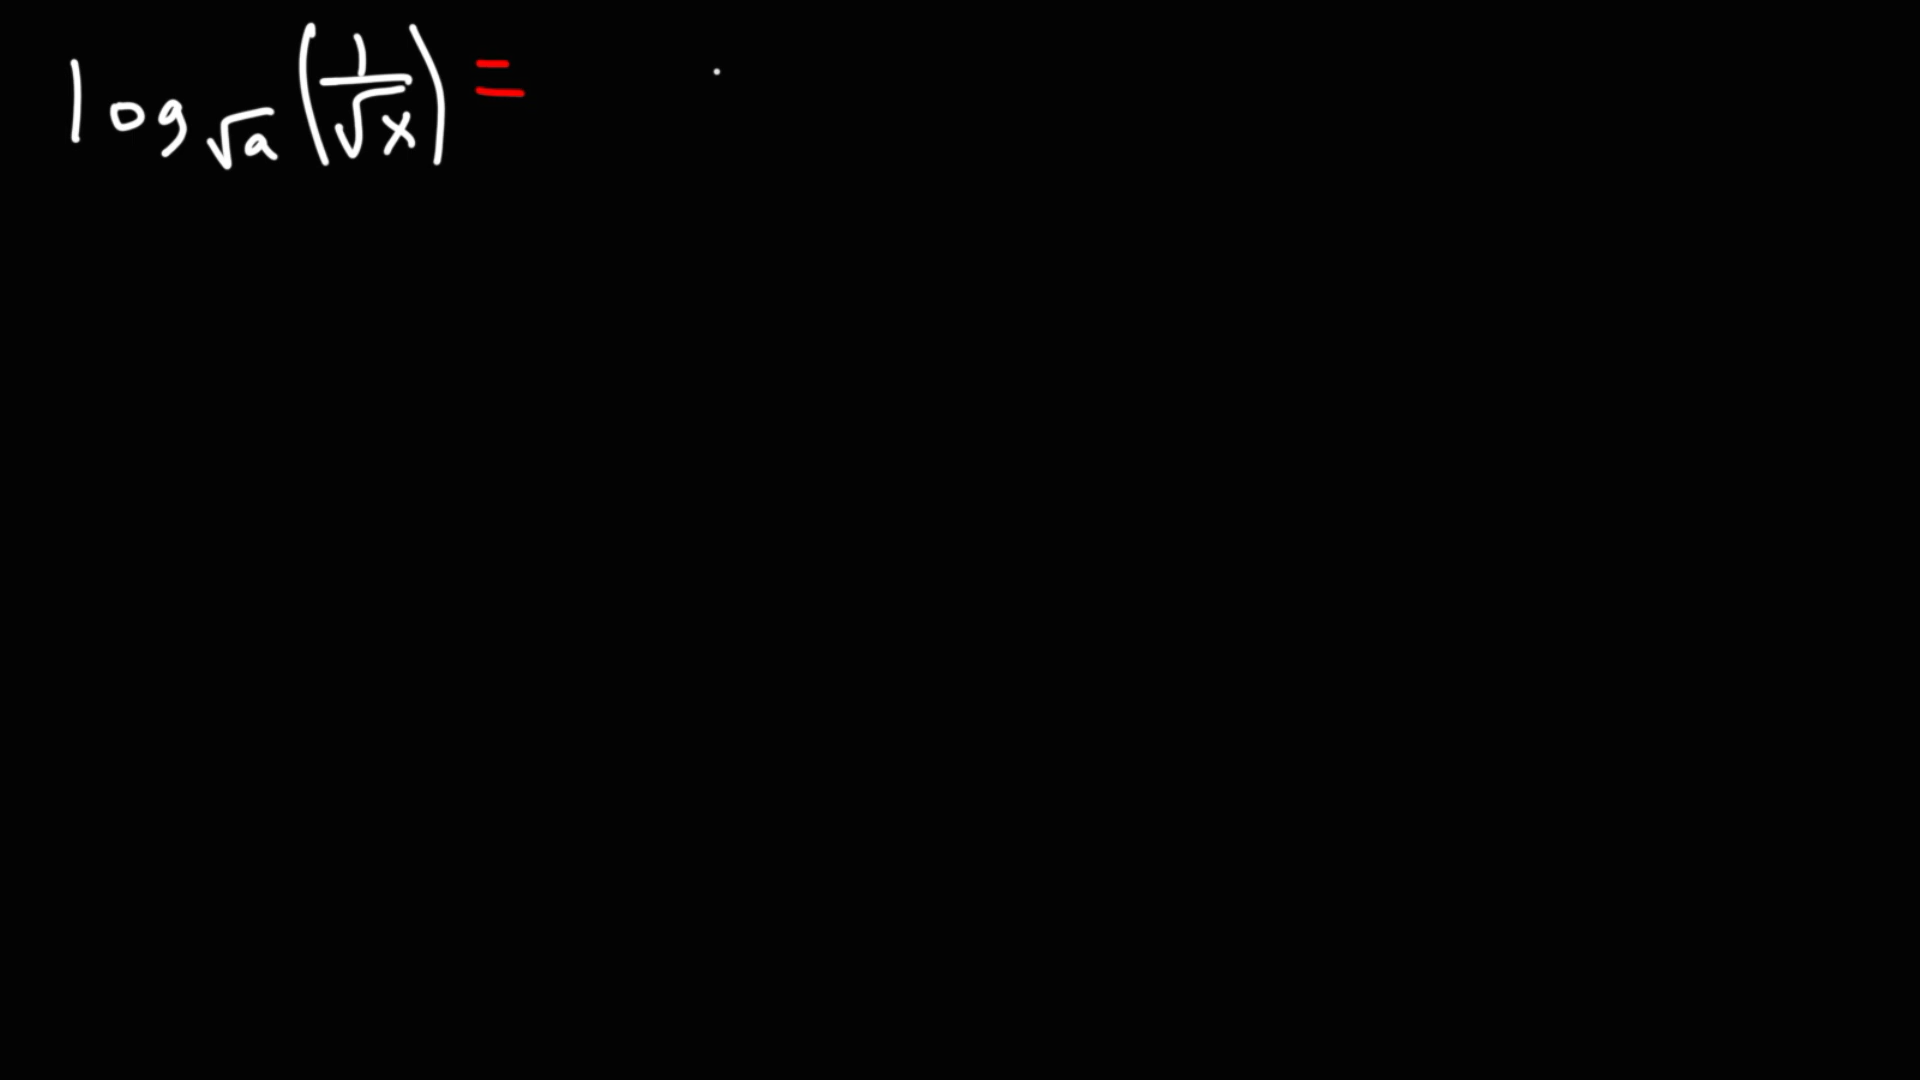 log√a(1/√x) =